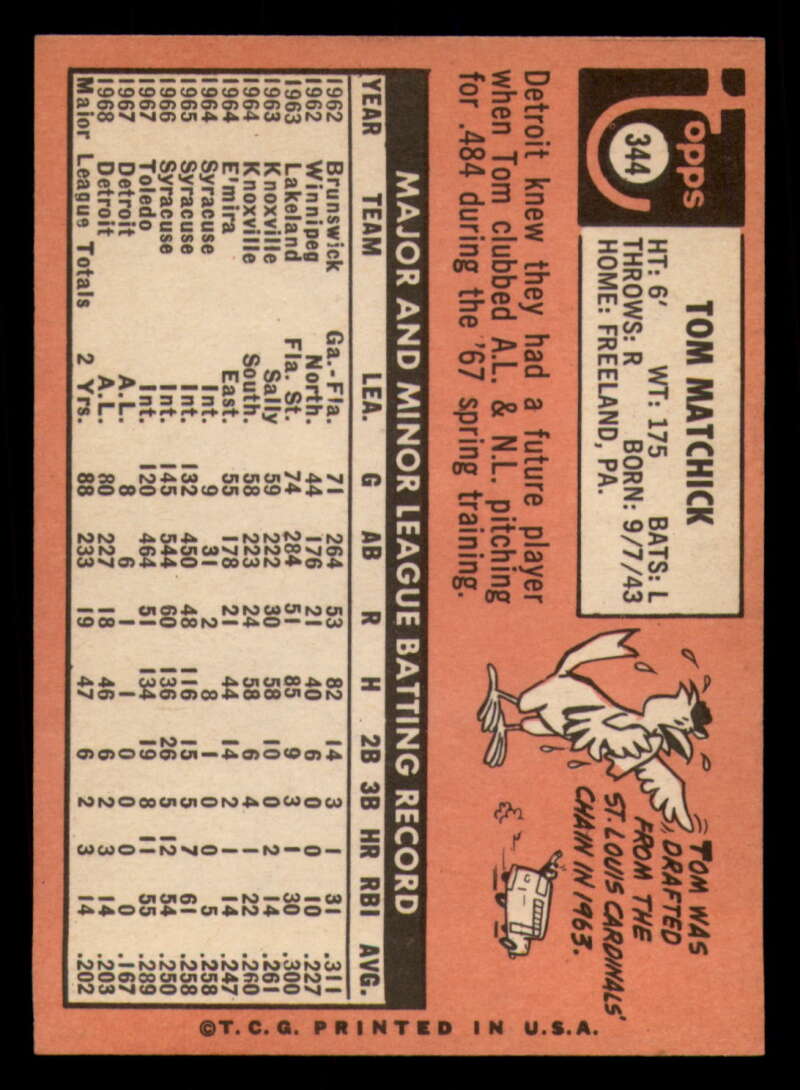 Topps
344
TOM MATCHICK
HT: 6' WT: 175 BATS: L
THROWS: R BORN: 9/7/43
HOME: FREELAND, PA.
Detroit knew they had a future player
when Tom clubbed A.L. & N.L. pitching
for .484 during the '67 spring training.
TOM WAS
DRAFTED
FROM THE
ST. LOUIS CARDINALS'
CHAIN IN 1963.
MAJOR AND MINOR LEAGUE BATTING RECORD
YEAR TEAM LEA. G AB R H 2B 3B HR RBI AVG.
1962 Brunswick Ga.-Fla. 71 264 53 82 14 3 1 31 .311
1962 Winnipeg North. 44 176 21 40 6 0 0 10 .227
1963 Lakeland Fla. St. 74 284 51 85 9 3 1 30 .300
1963 Knoxville Sally 59 222 30 58 10 0 2 14 .261
1964 Knoxville South. 58 223 24 58 6 4 1 22 .260
1964 E'mira East. 55 178 21 44 14 2 1 14 .247
1964 Syracuse Int. 9 31 2 8 1 0 0 5 .258
1965 Syracuse Int. 132 450 48 116 15 5 7 61 .258
1966 Syracuse Int. 145 544 60 136 26 5 12 54 .250
1967 Toledo Int. 120 464 51 134 19 8 11 55 .289
1967 Detroit A.L. 8 6 1 1 0 0 0 0 .167
1968 Detroit A.L. 80 227 18 46 6 2 3 14 .203
Major League Totals 2 Yrs. 88 233 19 47 6 2 3 14 .202
©T.C.G. PRINTED IN U.S.A.